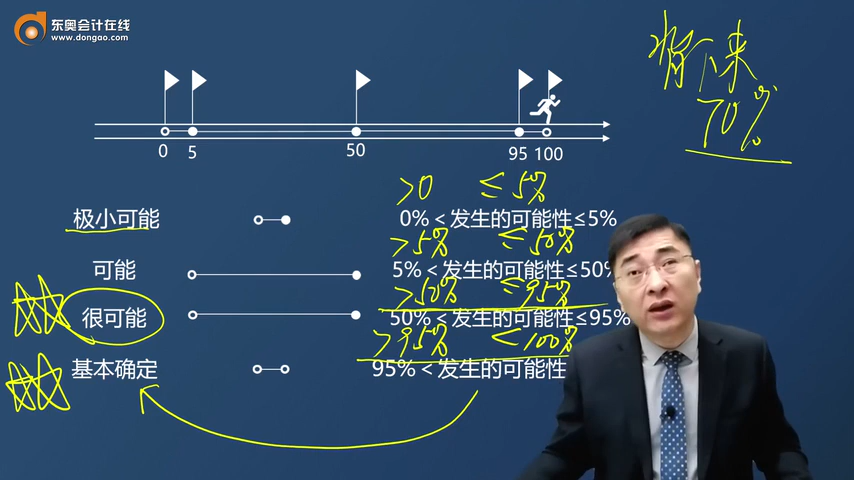 东奥会计在线
www.dongao.com
将下来
70%
0 5 50 95 100
>0 ≤5%
极小可能 0%<发生的可能性≤5%
>5% ≤50%
可能 5%<发生的可能性≤50%
>50% ≤95%
很可能 50%<发生的可能性≤95%
>95% <100%
基本确定 95%<发生的可能性